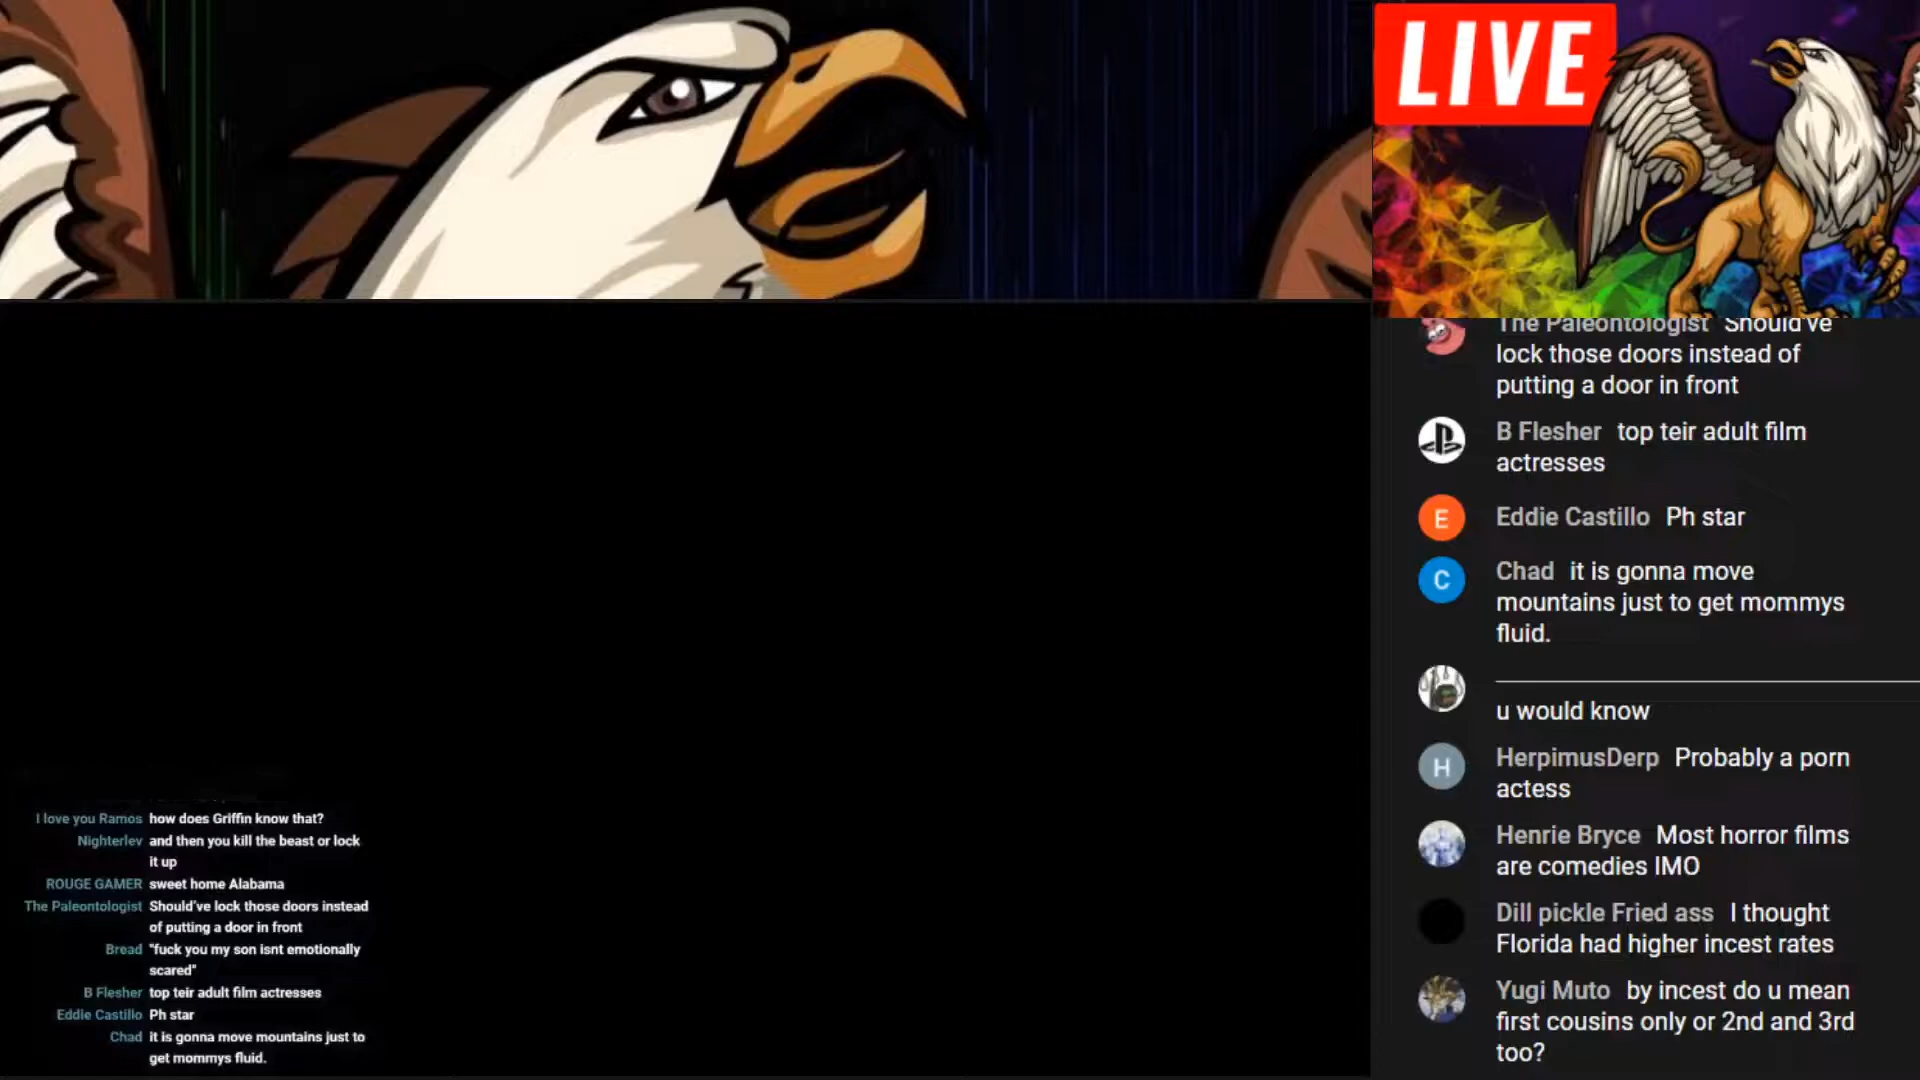 LIVE
The Paleontologist Should've
lock those doors instead of
putting a door in front
B Flesher top teir adult film
actresses
E
Eddie Castillo Ph star
C
Chad it is gonna move
mountains just to get mommys
fluid.
u would know
H
HerpimusDerp Probably a porn
actess
Henrie Bryce Most horror films
are comedies IMO
Dill pickle Fried ass I thought
Florida had higher incest rates
Yugi Muto by incest do u mean
first cousins only or 2nd and 3rd
too?
I love you Ramos how does Griffin know that?
Nighterlev and then you kill the beast or lock
it up
ROUGE GAMER sweet home Alabama
The Paleontologist Should've lock those doors instead
of putting a door in front
Bread "fuck you my son isnt emotionally
scared"
B Flesher top teir adult film actresses
Eddie Castillo Ph star
Chad it is gonna move mountains just to
get mommys fluid.